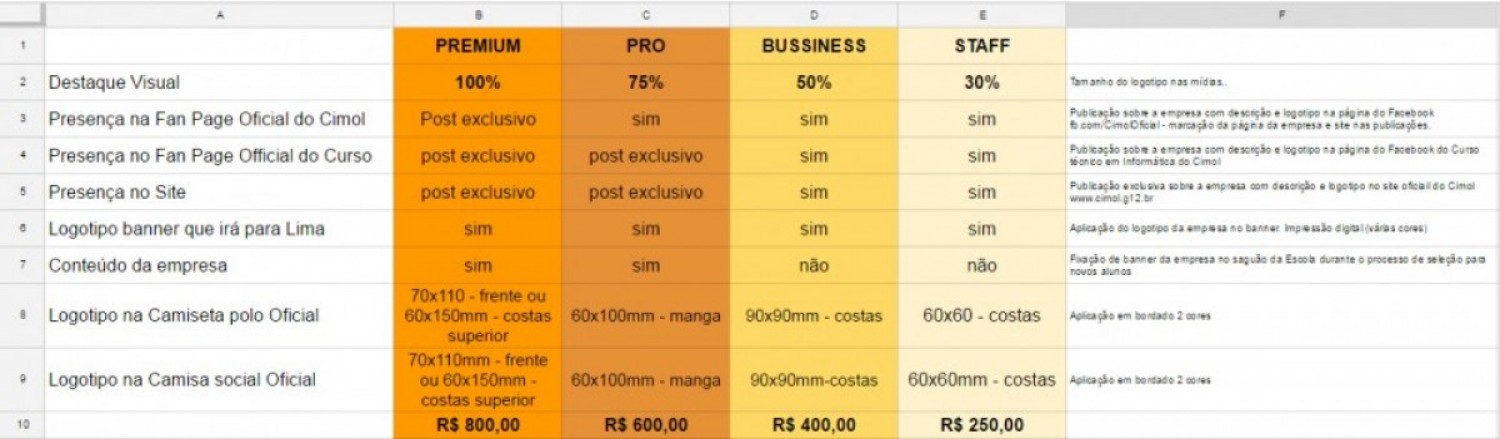 A B C D E F
1 PREMIUM PRO BUSSINESS STAFF
2 Destaque Visual 100% 75% 50% 30% Tamanho do logotipo nas mídias..
3 Presença na Fan Page Oficial do Cimol Post exclusivo sim sim sim Publicação sobre a empresa com descrição e logotipo na página do Facebook
fb.com/CimolOficial - marcação da página da empresa e site nas publicações.
4 Presença no Fan Page Official do Curso post exclusivo post exclusivo sim sim Publicação sobre a empresa com descrição e logotipo na página do Facebook do Curso
técnico em Informática do Cimol
5 Presença no Site post exclusivo post exclusivo sim sim Publicação exclusiva sobre a empresa com descrição e logotipo no site oficial do Cimol
www.cimol.g12.br
6 Logotipo banner que irá para Lima sim sim sim sim Aplicação do logotipo da empresa no banner. Impressão digital (várias cores)
7 Conteúdo da empresa sim sim não não Fixação de banner da empresa no saguão da Escola durante o processo de seleção para
novos alunos
8 Logotipo na Camiseta polo Oficial 70x110 - frente ou
60x150mm - costas
superior
60x100mm - manga 90x90mm - costas 60x60 - costas Aplicação em bordado 2 cores
9 Logotipo na Camisa social Oficial 70x110mm - frente
ou 60x150mm -
costas superior
60x100mm - manga 90x90mm-costas 60x60mm - costas Aplicação em bordado 2 cores
10 R$ 800,00 R$ 600,00 R$ 400,00 R$ 250,00